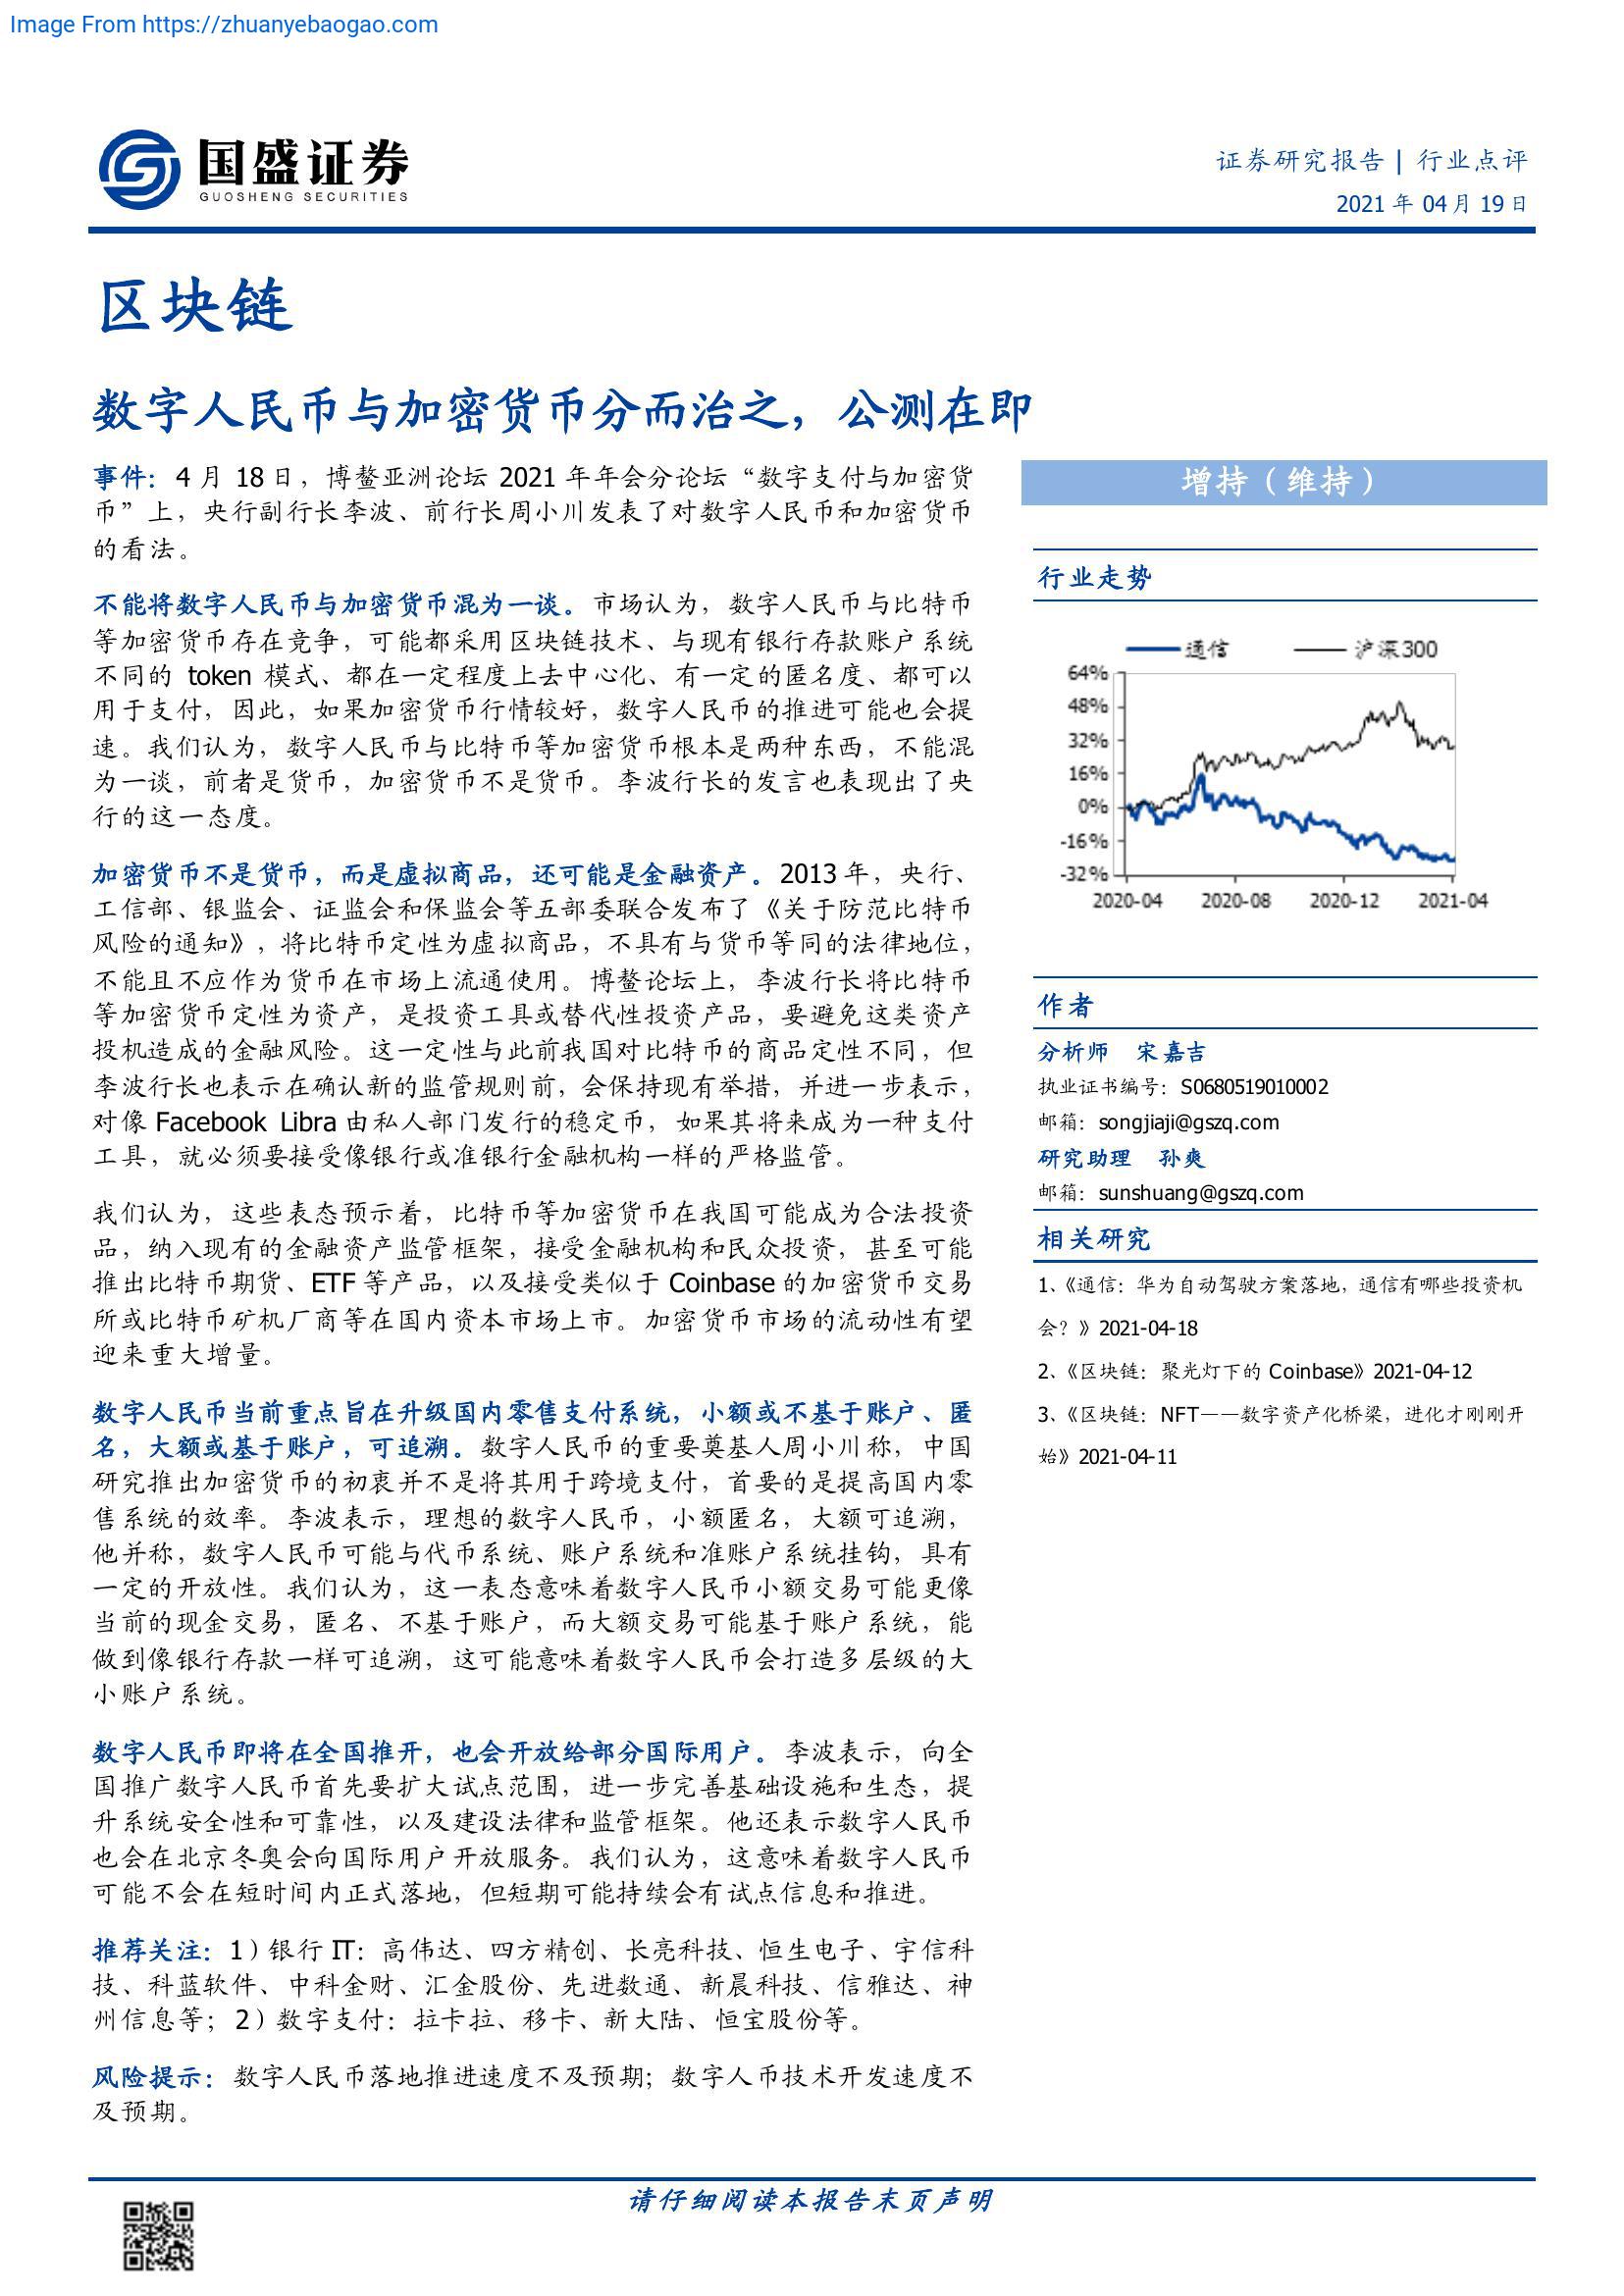 Image From https://zhuanyebaogao.com
国盛证券
GUOSHENG SECURITIES
证券研究报告 | 行业点评
2021 年 04 月 19 日
区块链
数字人民币与加密货币分而治之，公测在即
事件：4 月 18 日，博鳌亚洲论坛 2021 年年会分论坛“数字支付与加密货
币”上，央行副行长李波、前行长周小川发表了对数字人民币和加密货币
的看法。
不能将数字人民币与加密货币混为一谈。市场认为，数字人民币与比特币
等加密货币存在竞争，可能都采用区块链技术、与现有银行存款账户系统
不同的 token 模式、都在一定程度上去中心化、有一定的匿名度、都可以
用于支付，因此，如果加密货币行情较好，数字人民币的推进可能也会提
速。我们认为，数字人民币与比特币等加密货币根本是两种东西，不能混
为一谈，前者是货币，加密货币不是货币。李波行长的发言也表现出了央
行的这一态度。
加密货币不是货币，而是虚拟商品，还可能是金融资产。2013 年，央行、
工信部、银监会、证监会和保监会等五部委联合发布了《关于防范比特币
风险的通知》，将比特币定性为虚拟商品，不具有与货币等同的法律地位，
不能且不应作为货币在市场上流通使用。博鳌论坛上，李波行长将比特币
等加密货币定性为资产，是投资工具或替代性投资产品，要避免这类资产
投机造成的金融风险。这一定性与此前我国对比特币的商品定性不同，但
李波行长也表示在确认新的监管规则前，会保持现有举措，并进一步表示，
对像 Facebook Libra 由私人部门发行的稳定币，如果其将来成为一种支付
工具，就必须要接受像银行或准银行金融机构一样的严格监管。
我们认为，这些表态预示着，比特币等加密货币在我国可能成为合法投资
品，纳入现有的金融资产监管框架，接受金融机构和民众投资，甚至可能
推出比特币期货、ETF 等产品，以及接受类似于 Coinbase 的加密货币交易
所或比特币矿机厂商等在国内资本市场上市。加密货币市场的流动性有望
迎来重大增量。
数字人民币当前重点旨在升级国内零售支付系统，小额或不基于账户、匿
名，大额或基于账户，可追溯。数字人民币的重要奠基人周小川称，中国
研究推出加密货币的初衷并不是将其用于跨境支付，首要的是提高国内零
售系统的效率。李波表示，理想的数字人民币，小额匿名，大额可追溯，
他并称，数字人民币可能与代币系统、账户系统和准账户系统挂钩，具有
一定的开放性。我们认为，这一表态意味着数字人民币小额交易可能更像
当前的现金交易，匿名、不基于账户，而大额交易可能基于账户系统，能
做到像银行存款一样可追溯，这可能意味着数字人民币会打造多层级的大
小账户系统。
数字人民币即将在全国推开，也会开放给部分国际用户。李波表示，向全
国推广数字人民币首先要扩大试点范围，进一步完善基础设施和生态，提
升系统安全性和可靠性，以及建设法律和监管框架。他还表示数字人民币
也会在北京冬奥会向国际用户开放服务。我们认为，这意味着数字人民币
可能不会在短时间内正式落地，但短期可能持续会有试点信息和推进。
推荐关注：1）银行 IT：高伟达、四方精创、长亮科技、恒生电子、宇信科
技、科蓝软件、中科金财、汇金股份、先进数通、新晨科技、信雅达、神
州信息等；2）数字支付：拉卡拉、移卡、新大陆、恒宝股份等。
风险提示：数字人民币落地推进速度不及预期；数字人币技术开发速度不
及预期。
增持（维持）
行业走势
通信 沪深300
64%
48%
32%
16%
0%
-16%
-32%
2020-04 2020-08 2020-12 2021-04
作者
分析师 宋嘉吉
执业证书编号：S0680519010002
邮箱：songjiaji@gszq.com
研究助理 孙爽
邮箱：sunshuang@gszq.com
相关研究
1、《通信：华为自动驾驶方案落地，通信有哪些投资机
会？》2021-04-18
2、《区块链：聚光灯下的 Coinbase》2021-04-12
3、《区块链：NFT——数字资产化桥梁，进化才刚刚开
始》2021-04-11
请仔细阅读本报告末页声明